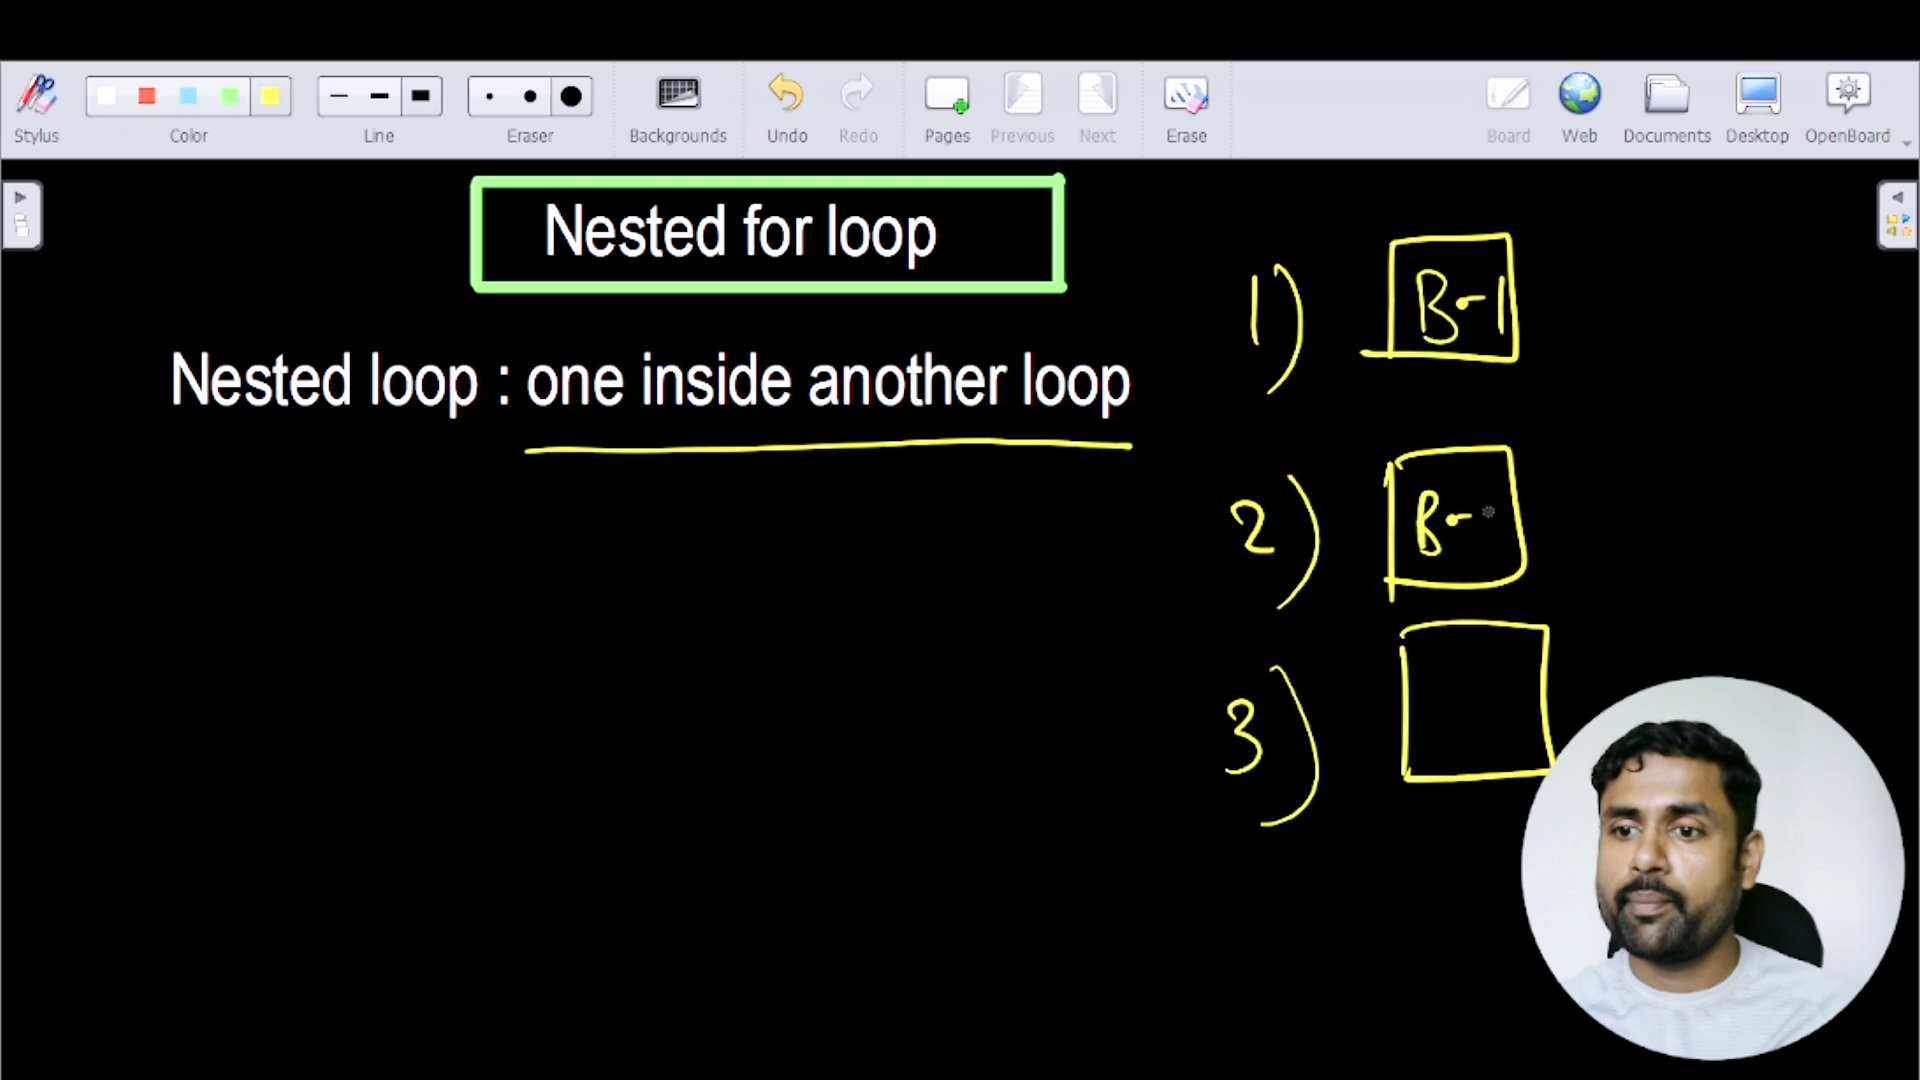 Stylus
Color
Line
Eraser
Backgrounds
Undo
Redo
Pages
Previous
Next
Erase
Board
Web
Documents
Desktop
OpenBoard
Nested for loop
Nested loop : one inside another loop
1) B-1
2) B-
3)